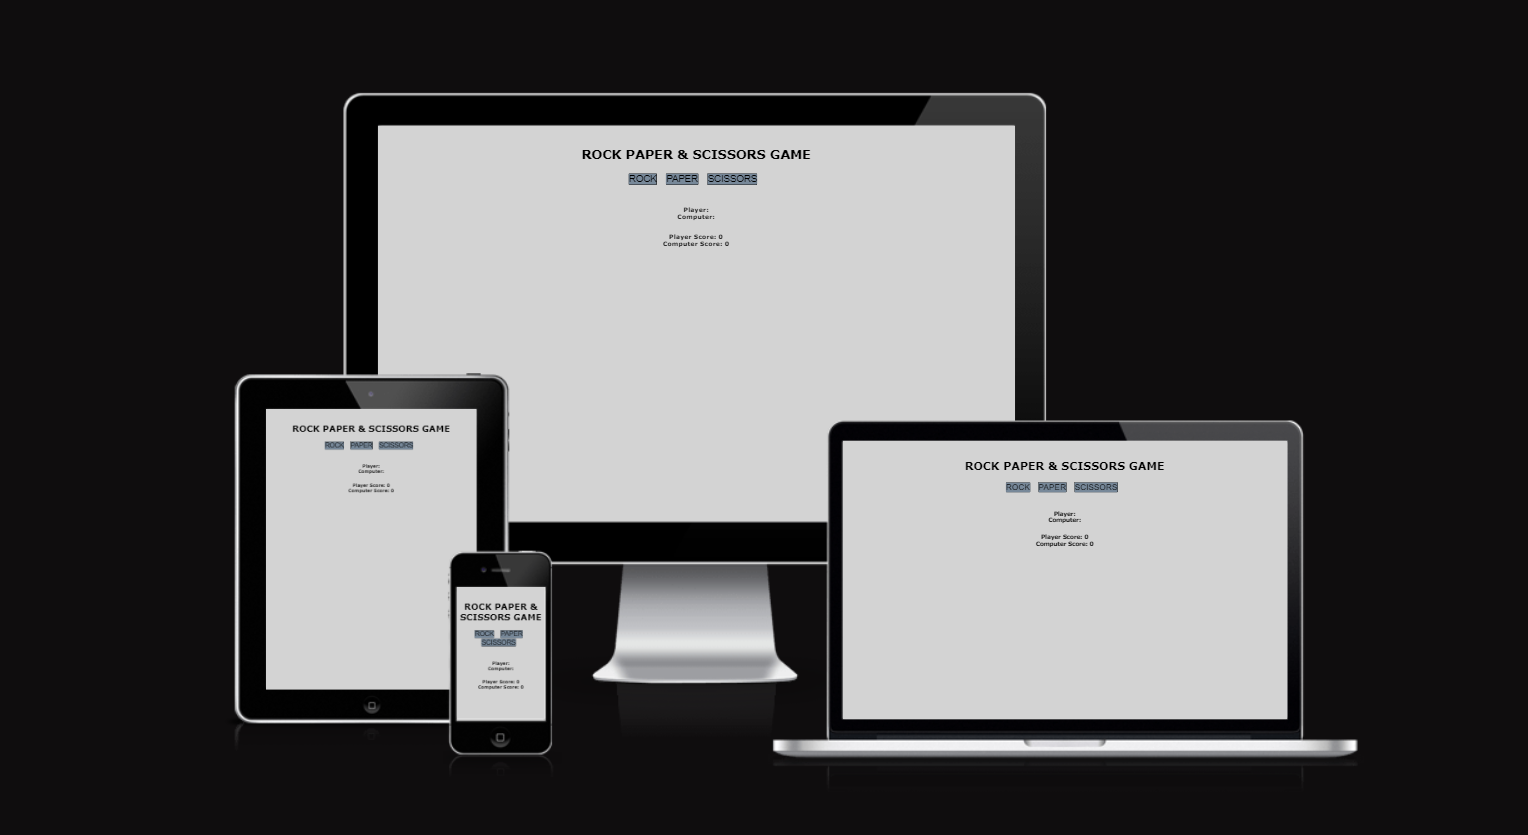 ROCK PAPER & SCISSORS GAME
ROCK PAPER SCISSORS
Player:
Computer:
Player Score: 0
Computer Score: 0
ROCK PAPER & SCISSORS GAME
ROCK PAPER SCISSORS
Player:
Computer:
Player Score: 0
Computer Score: 0
ROCK PAPER &
SCISSORS GAME
ROCK PAPER
SCISSORS
Player:
Computer:
Player Score: 0
Computer Score: 0
ROCK PAPER & SCISSORS GAME
ROCK PAPER SCISSORS
Player:
Computer:
Player Score: 0
Computer Score: 0